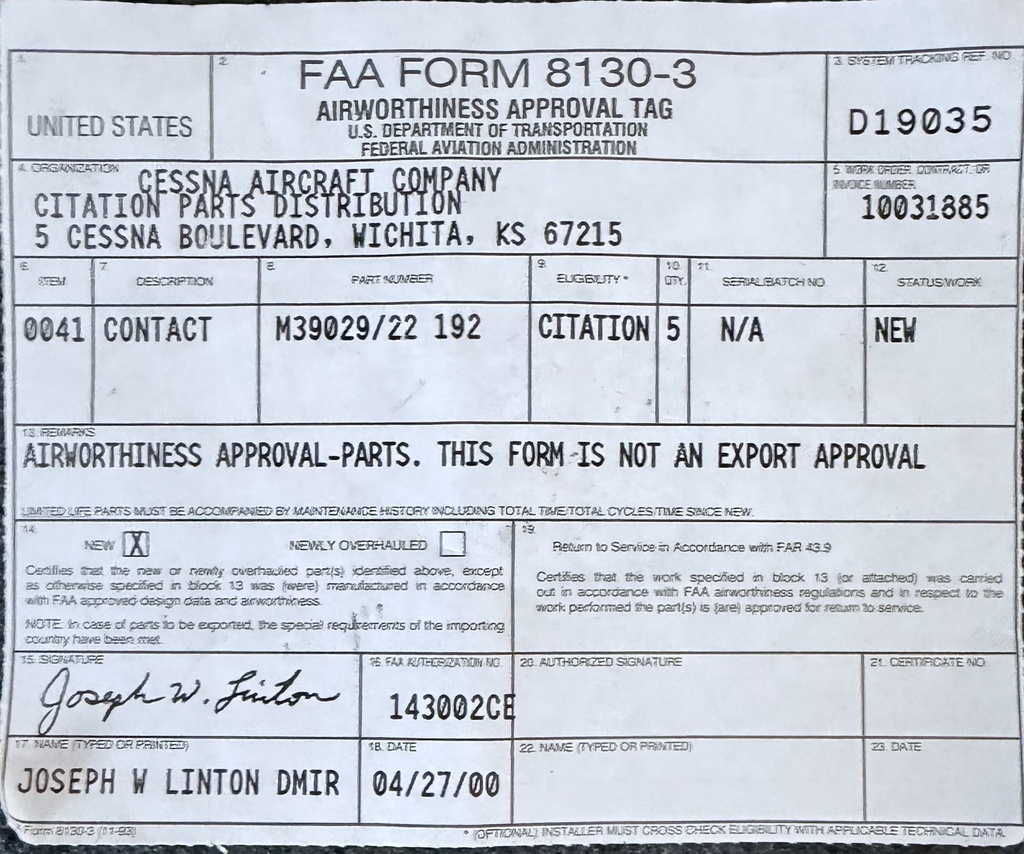 1.
2.
FAA FORM 8130-3
3. SYSTEM TRACKING REF. NO
UNITED STATES
AIRWORTHINESS APPROVAL TAG
U.S. DEPARTMENT OF TRANSPORTATION
FEDERAL AVIATION ADMINISTRATION
D19035
4. ORGANIZATION
CESSNA AIRCRAFT COMPANY
CITATION PARTS DISTRIBUTION
5 CESSNA BOULEVARD, WICHITA, KS 67215
5. WORK ORDER, CONTRACT, OR
INVOICE NUMBER
10031885
6. ITEM
7. DESCRIPTION
8. PART NUMBER
9. ELIGIBILITY *
10. QTY.
11. SERIAL/BATCH NO
12. STATUS/WORK
0041 CONTACT M39029/22 192 CITATION 5 N/A NEW
13. REMARKS
AIRWORTHINESS APPROVAL-PARTS. THIS FORM IS NOT AN EXPORT APPROVAL
LIMITED LIFE PARTS MUST BE ACCOMPANIED BY MAINTENANCE HISTORY INCLUDING TOTAL TIME/TOTAL CYCLES/TIME SINCE NEW.
14.
NEW X NEWLY OVERHAULED
Certifies that the new or newly overhauled part(s) identified above, except
as otherwise specified in block 13 was (were) manufactured in accordance
with FAA approved design data and airworthiness.
NOTE: In case of parts to be exported, the special requirements of the importing
country have been met.
19.
Return to Service in Accordance with FAR 43.9
Certifies that the work specified in block 13 (or attached) was carried
out in accordance with FAA airworthiness regulations and in respect to the
work performed the part(s) is (are) approved for return to service.
15. SIGNATURE
Joseph W. Linton
16. FAA AUTHORIZATION NO.
143002CE
20. AUTHORIZED SIGNATURE
21. CERTIFICATE NO.
17. NAME (TYPED OR PRINTED)
JOSEPH W LINTON DMIR
18. DATE
04/27/00
22. NAME (TYPED OR PRINTED)
23. DATE
Form 8130-3 (11-93)
* (OPTIONAL) INSTALLER MUST CROSS CHECK ELIGIBILITY WITH APPLICABLE TECHNICAL DATA.